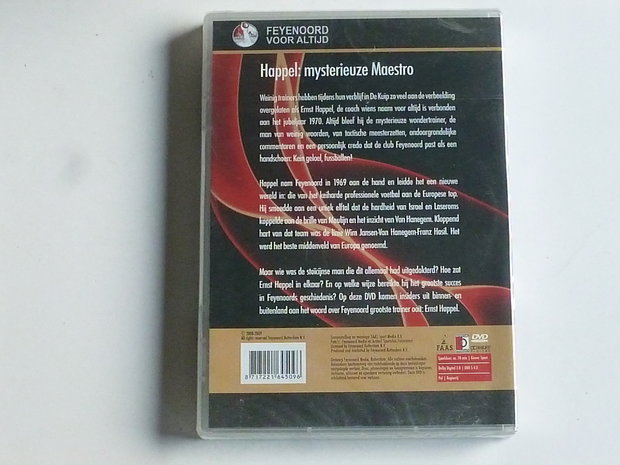 FEYENOORD
VOOR ALTIJD
Happel: mysterieuze Maestro
Weinig trainers hebben tijdens hun verblijf in De Kuip zo veel aan de verbeelding
overgelaten als Ernst Happel, de coach wiens naam voor altijd is verbonden
aan het jubeljaar 1970. Altijd bleef hij de mysterieuze wondertrainer, de
man van weinig woorden, van tactische meesterzetten, ondoorgrondelijke
commentaren en een persoonlijk credo dat de club Feyenoord past als een
handschoen: Kein geloel, fussballen!
Happel nam Feyenoord in 1969 aan de hand en leidde het een nieuwe
wereld in: die van het keiharde professionele voetbal aan de Europese top.
Hij smeedde aan een uniek elftal dat de hardheid van Israel en Laseroms
koppelde aan de brille van Moulijn en het inzicht van Van Hanegem. Kloppend
hart van dat team was de linie Wim Jansen-Van Hanegem-Franz Hasil. Het
werd het beste middenveld van Europa genoemd.
Maar wie was de stoïcijnse man die dit allemaal had uitgedokterd? Hoe zat
Ernst Happel in elkaar? En op welke wijze bereikte hij het grootste succes
in Feyenoords geschiedenis? Op deze DVD komen insiders uit binnen- en
buitenland aan het woord over Feyenoord grootste trainer ooit: Ernst Happel.
All rights reserved Feyenoord Rotterdam N.V.
8 717221 645096
F.A.A.S.
DVD